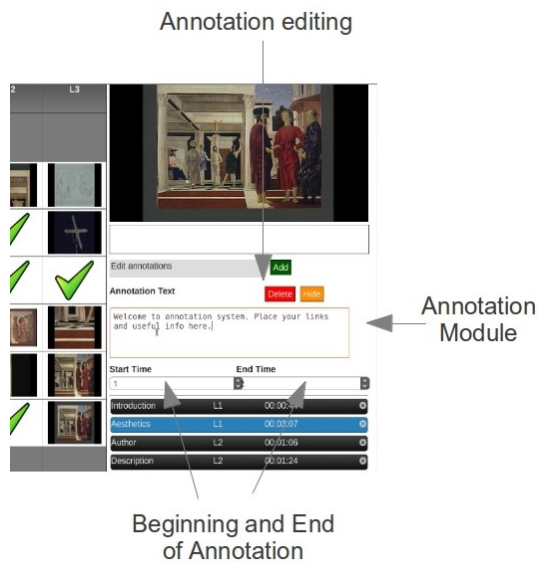 Annotation editing
2 L3
Edit annotations Add
Annotation Text Delete Hide
Welcome to annotation system. Place your links
and useful info here.
Annotation
Module
Start Time End Time
1
Introduction L1
Aesthetics L1 00:03:07
Author L2 00:01:06
Description L2 00:01:24
Beginning and End
of Annotation